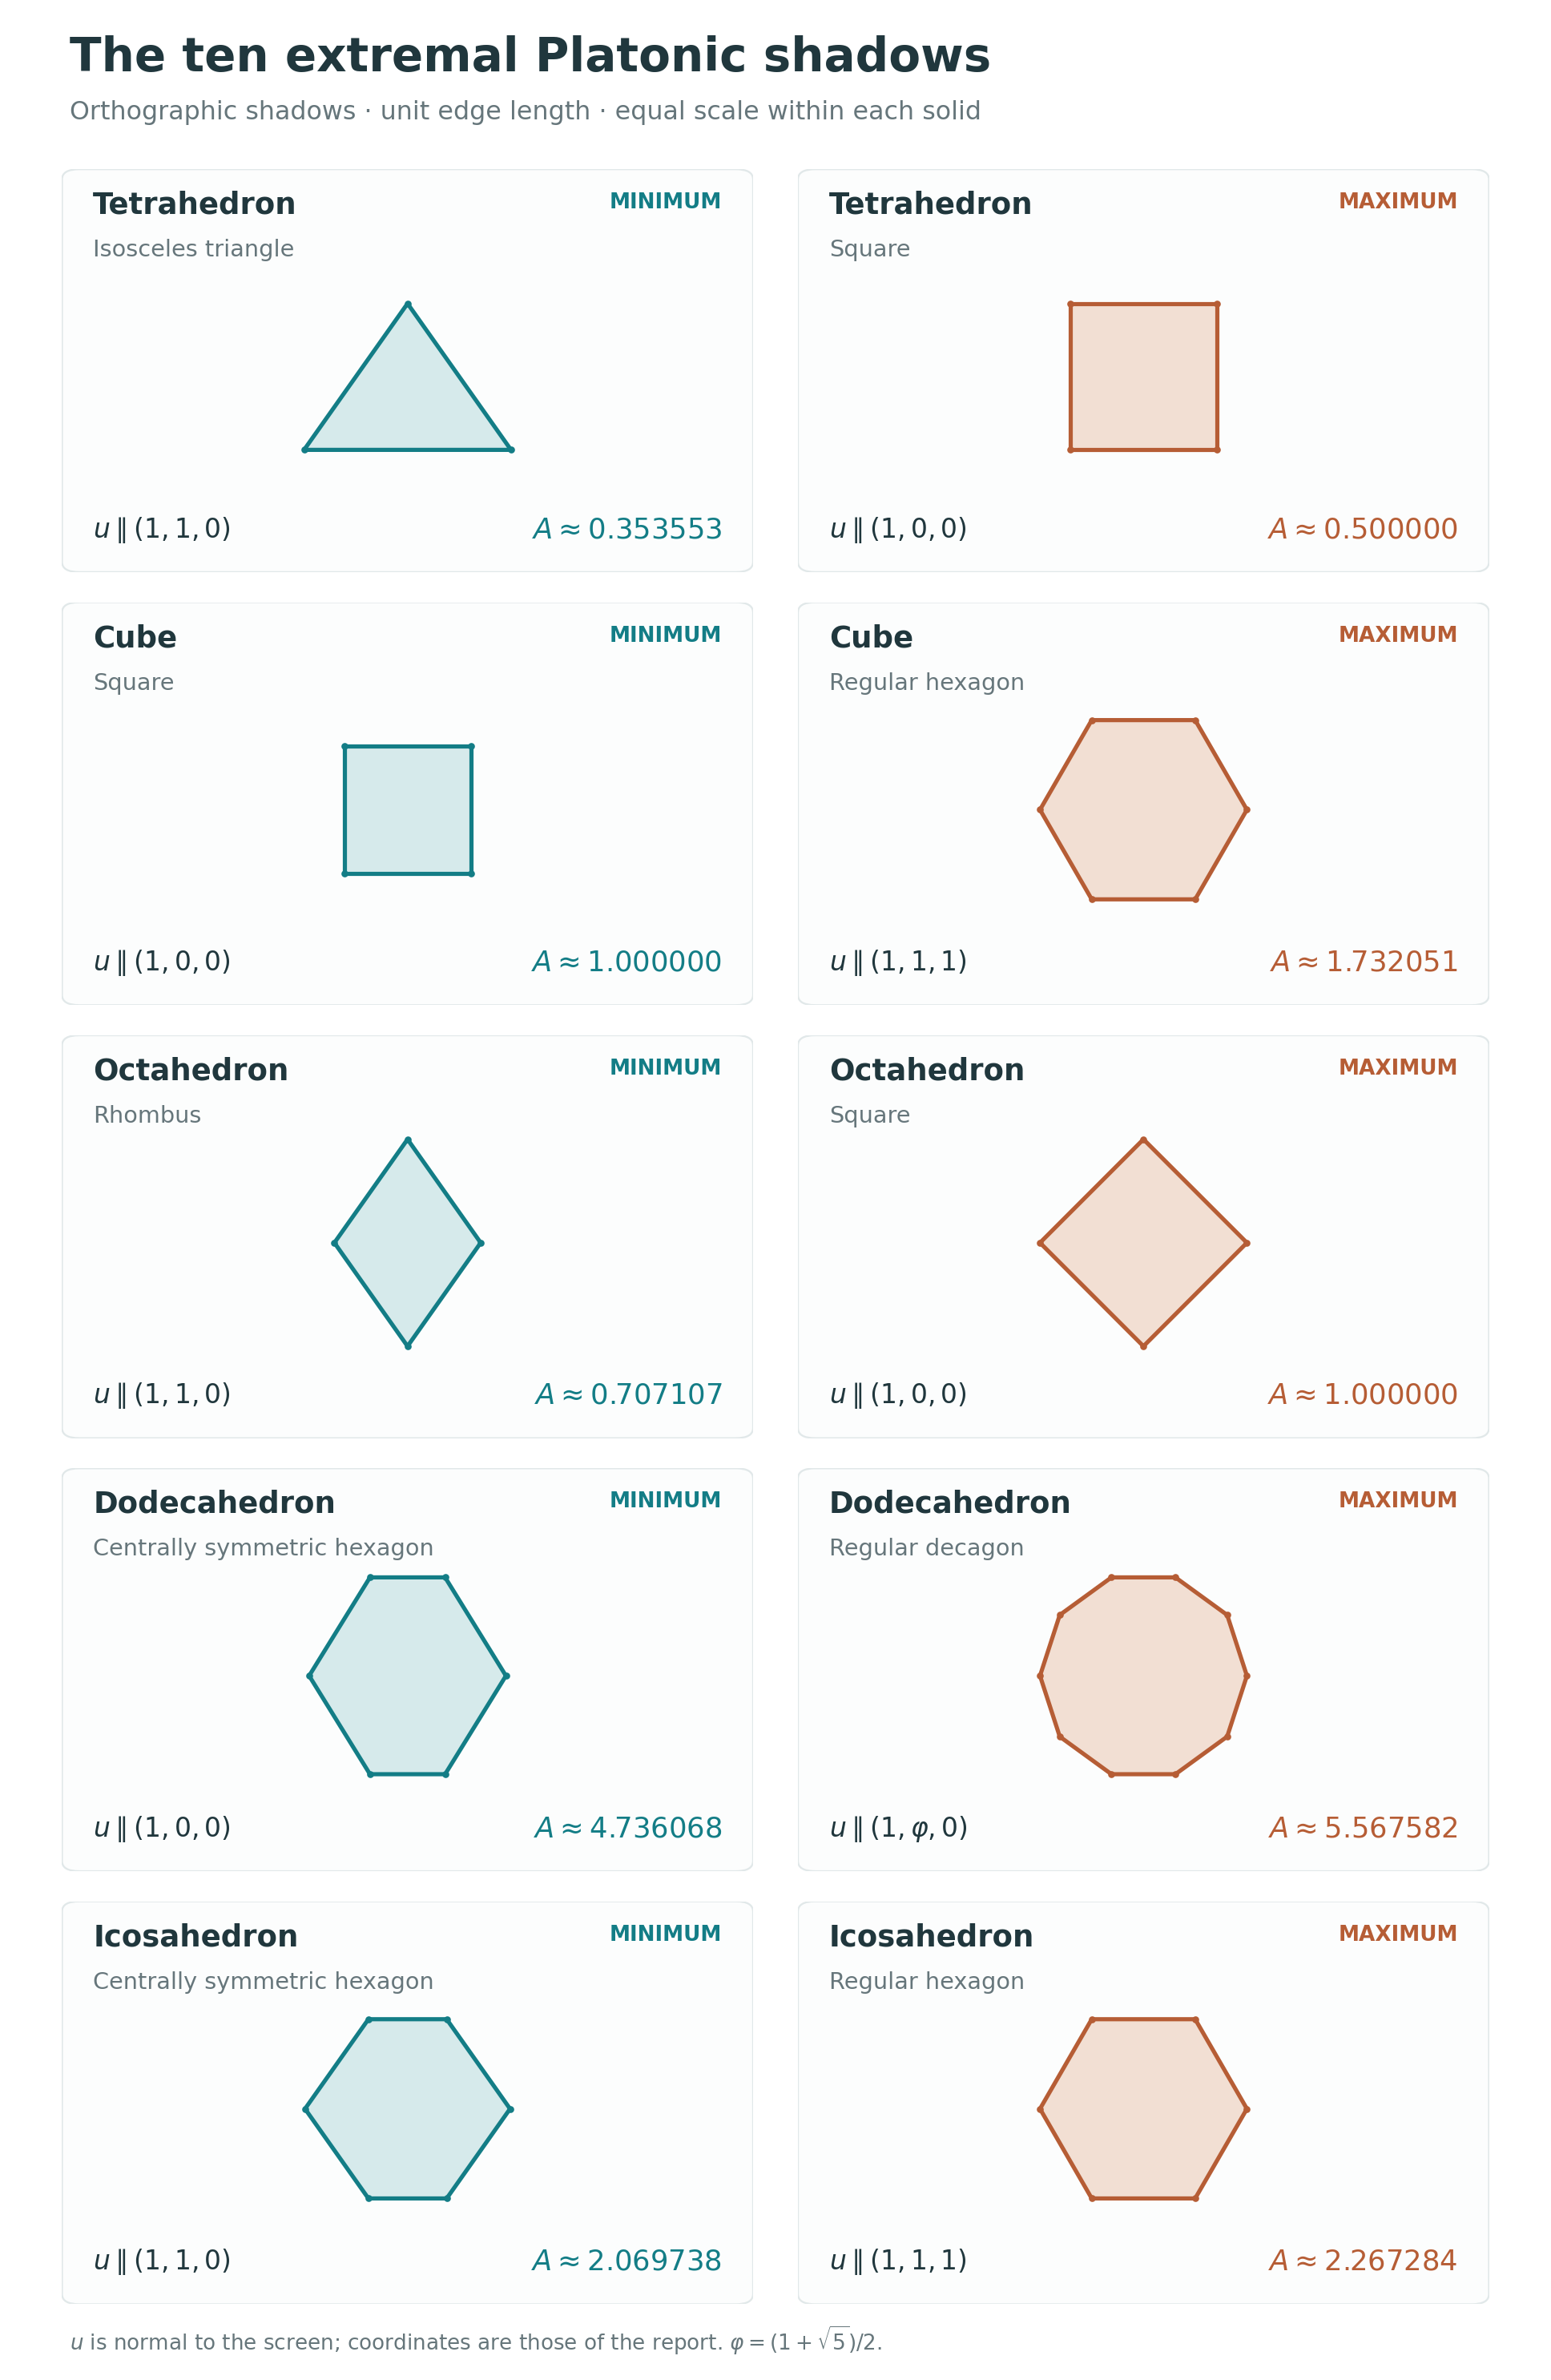 The ten extremal Platonic shadows
Orthographic shadows · unit edge length · equal scale within each solid
Tetrahedron
MINIMUM
Isosceles triangle
u ∥ (1, 1, 0)
A ≈ 0.353553
Tetrahedron
MAXIMUM
Square
u ∥ (1, 0, 0)
A ≈ 0.500000
Cube
MINIMUM
Square
u ∥ (1, 0, 0)
A ≈ 1.000000
Cube
MAXIMUM
Regular hexagon
u ∥ (1, 1, 1)
A ≈ 1.732051
Octahedron
MINIMUM
Rhombus
u ∥ (1, 1, 0)
A ≈ 0.707107
Octahedron
MAXIMUM
Square
u ∥ (1, 0, 0)
A ≈ 1.000000
Dodecahedron
MINIMUM
Centrally symmetric hexagon
u ∥ (1, 0, 0)
A ≈ 4.736068
Dodecahedron
MAXIMUM
Regular decagon
u ∥ (1, φ, 0)
A ≈ 5.567582
Icosahedron
MINIMUM
Centrally symmetric hexagon
u ∥ (1, 1, 0)
A ≈ 2.069738
Icosahedron
MAXIMUM
Regular hexagon
u ∥ (1, 1, 1)
A ≈ 2.267284
u is normal to the screen; coordinates are those of the report. φ = (1 + √5)/2.